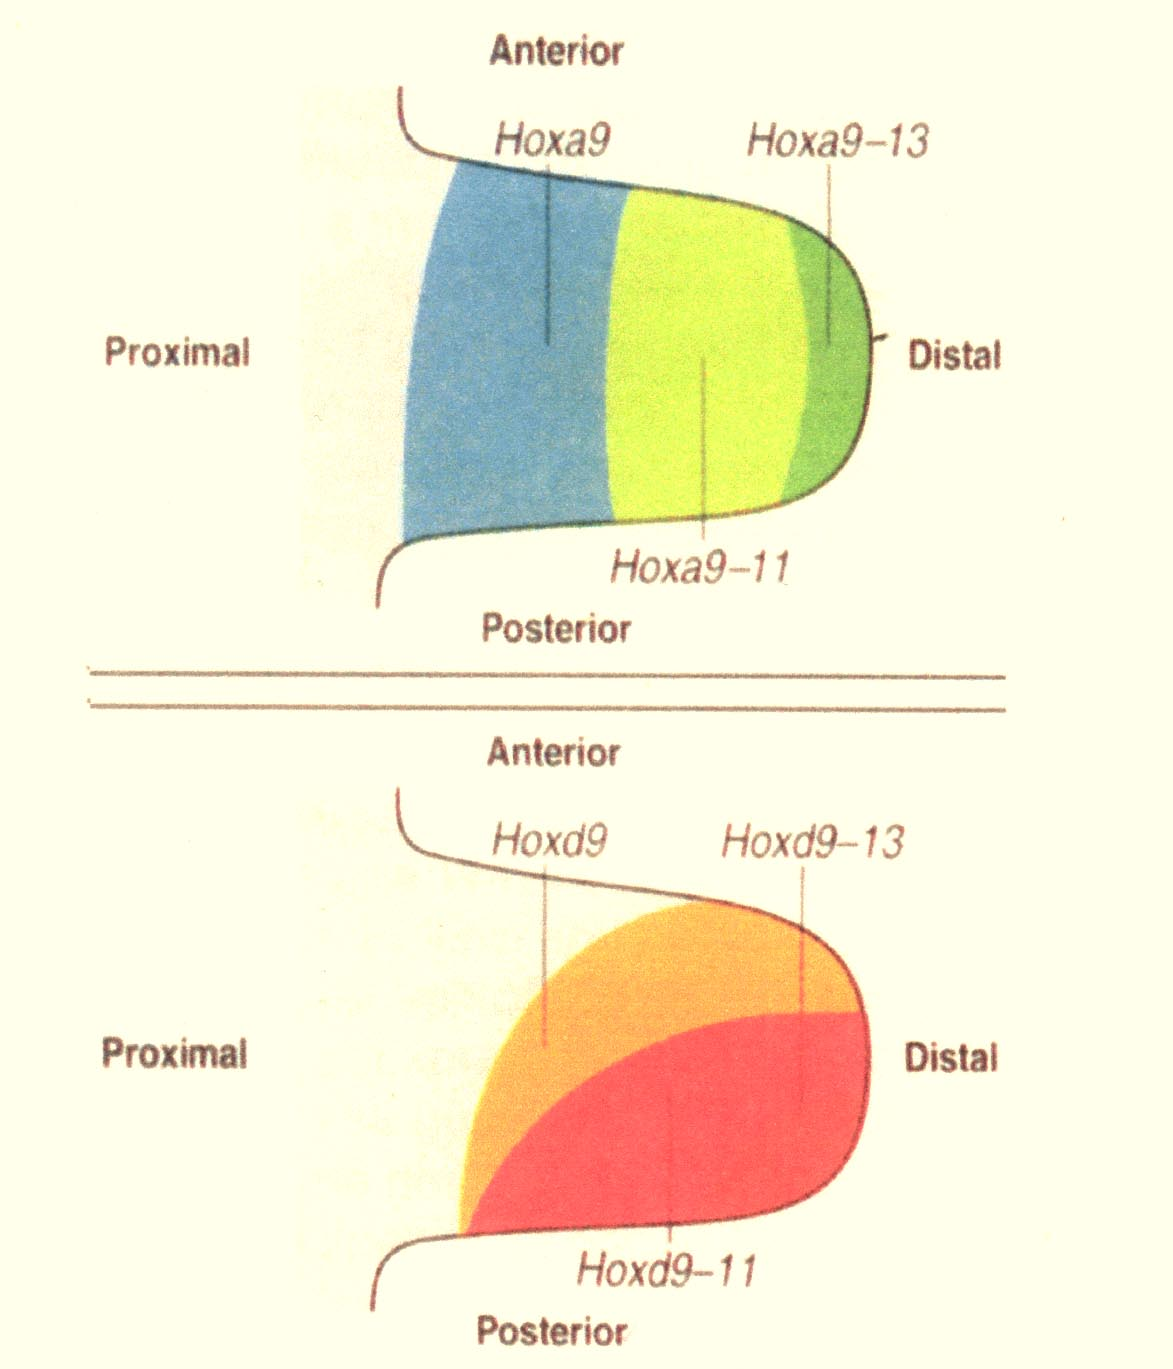 Anterior
Hoxa9 Hoxa9–13
Proximal Distal
Hoxa9–11
Posterior
Anterior
Hoxd9 Hoxd9–13
Proximal Distal
Hoxd9–11
Posterior